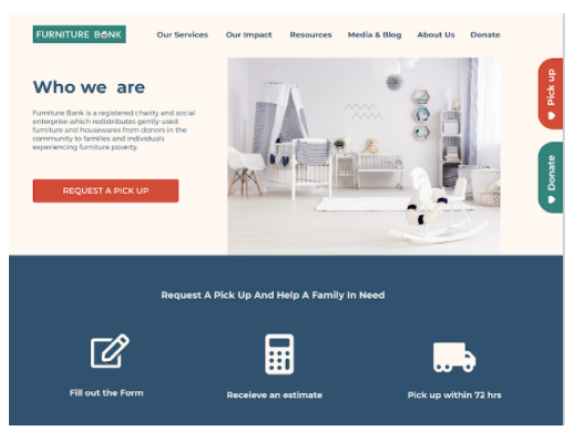 FURNITURE BANK
Our Services
Our Impact
Resources
Media & Blog
About Us
Donate
Who we are
Furniture Bank is a registered charity and social
enterprise which redistributes gently used
furniture and housewares from donors in the
community to families and individuals
experiencing furniture poverty.
REQUEST A PICK UP
Pick up
Donate
Request A Pick Up And Help A Family In Need
Fill out the Form
Receieve an estimate
Pick up within 72 hrs